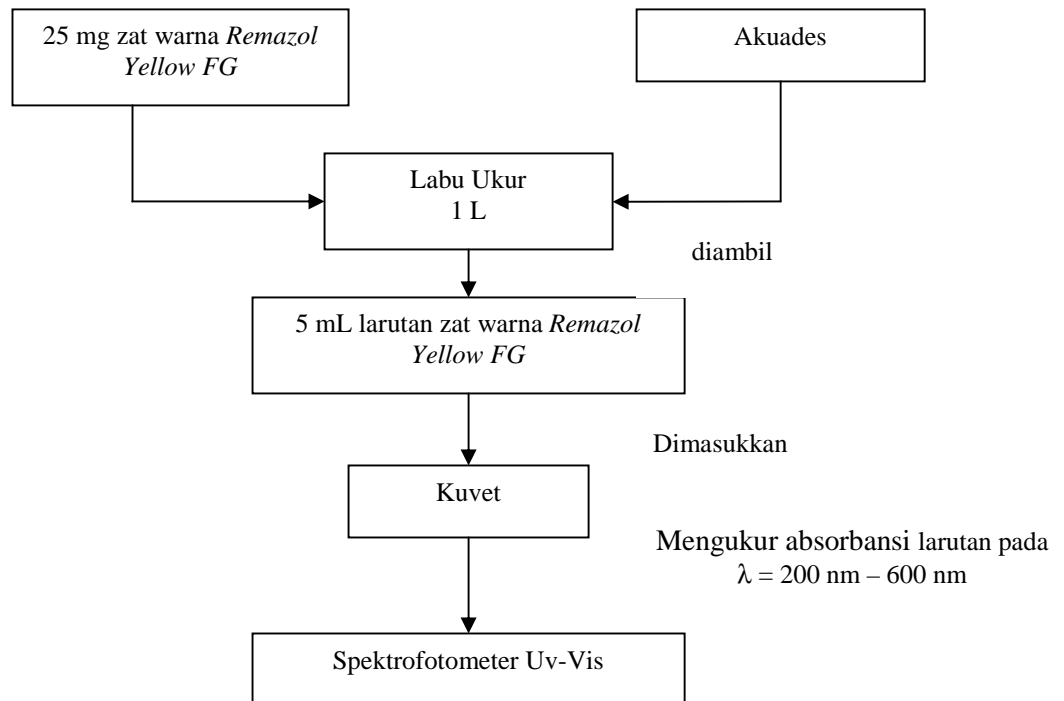 25 mg zat warna Remazol
Yellow FG
Akuades
Labu Ukur
1 L
diambil
5 mL larutan zat warna Remazol
Yellow FG
Dimasukkan
Kuvet
Mengukur absorbansi larutan pada
λ = 200 nm – 600 nm
Spektrofotometer Uv-Vis